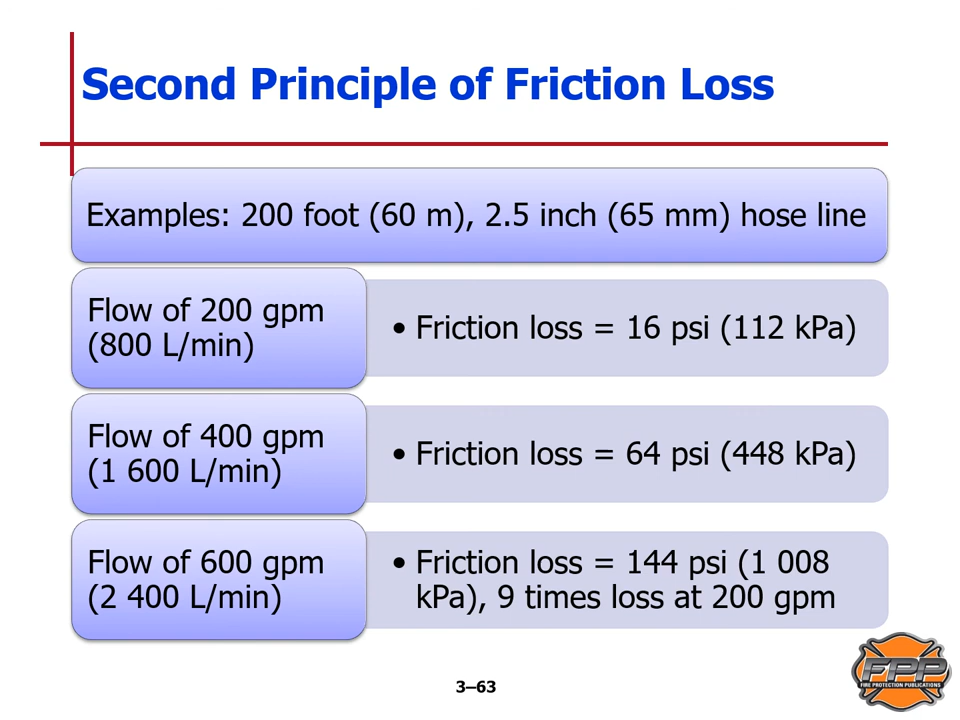 Second Principle of Friction Loss
Examples: 200 foot (60 m), 2.5 inch (65 mm) hose line
Flow of 200 gpm
(800 L/min)
• Friction loss = 16 psi (112 kPa)
Flow of 400 gpm
(1 600 L/min)
• Friction loss = 64 psi (448 kPa)
Flow of 600 gpm
(2 400 L/min)
• Friction loss = 144 psi (1 008
kPa), 9 times loss at 200 gpm
3–63
FPP
FIRE PROTECTION PUBLICATIONS